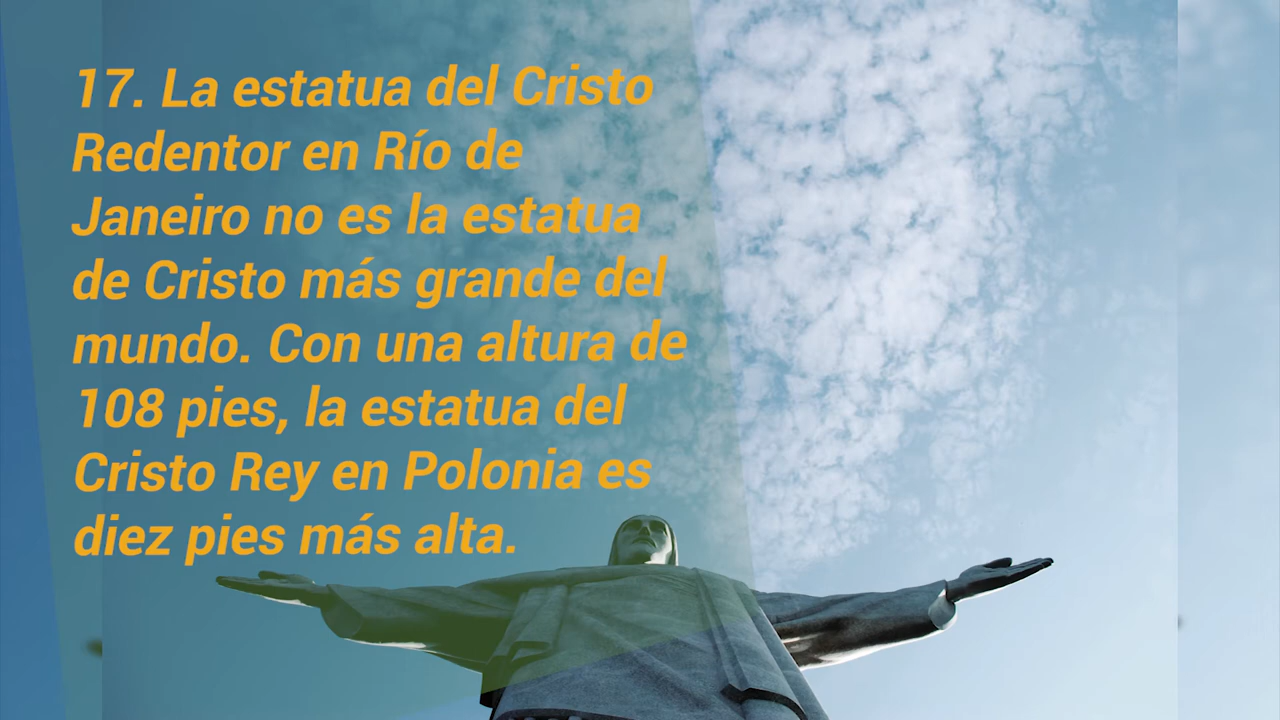 17. La estatua del Cristo
Redentor en Río de
Janeiro no es la estatua
de Cristo más grande del
mundo. Con una altura de
108 pies, la estatua del
Cristo Rey en Polonia es
diez pies más alta.